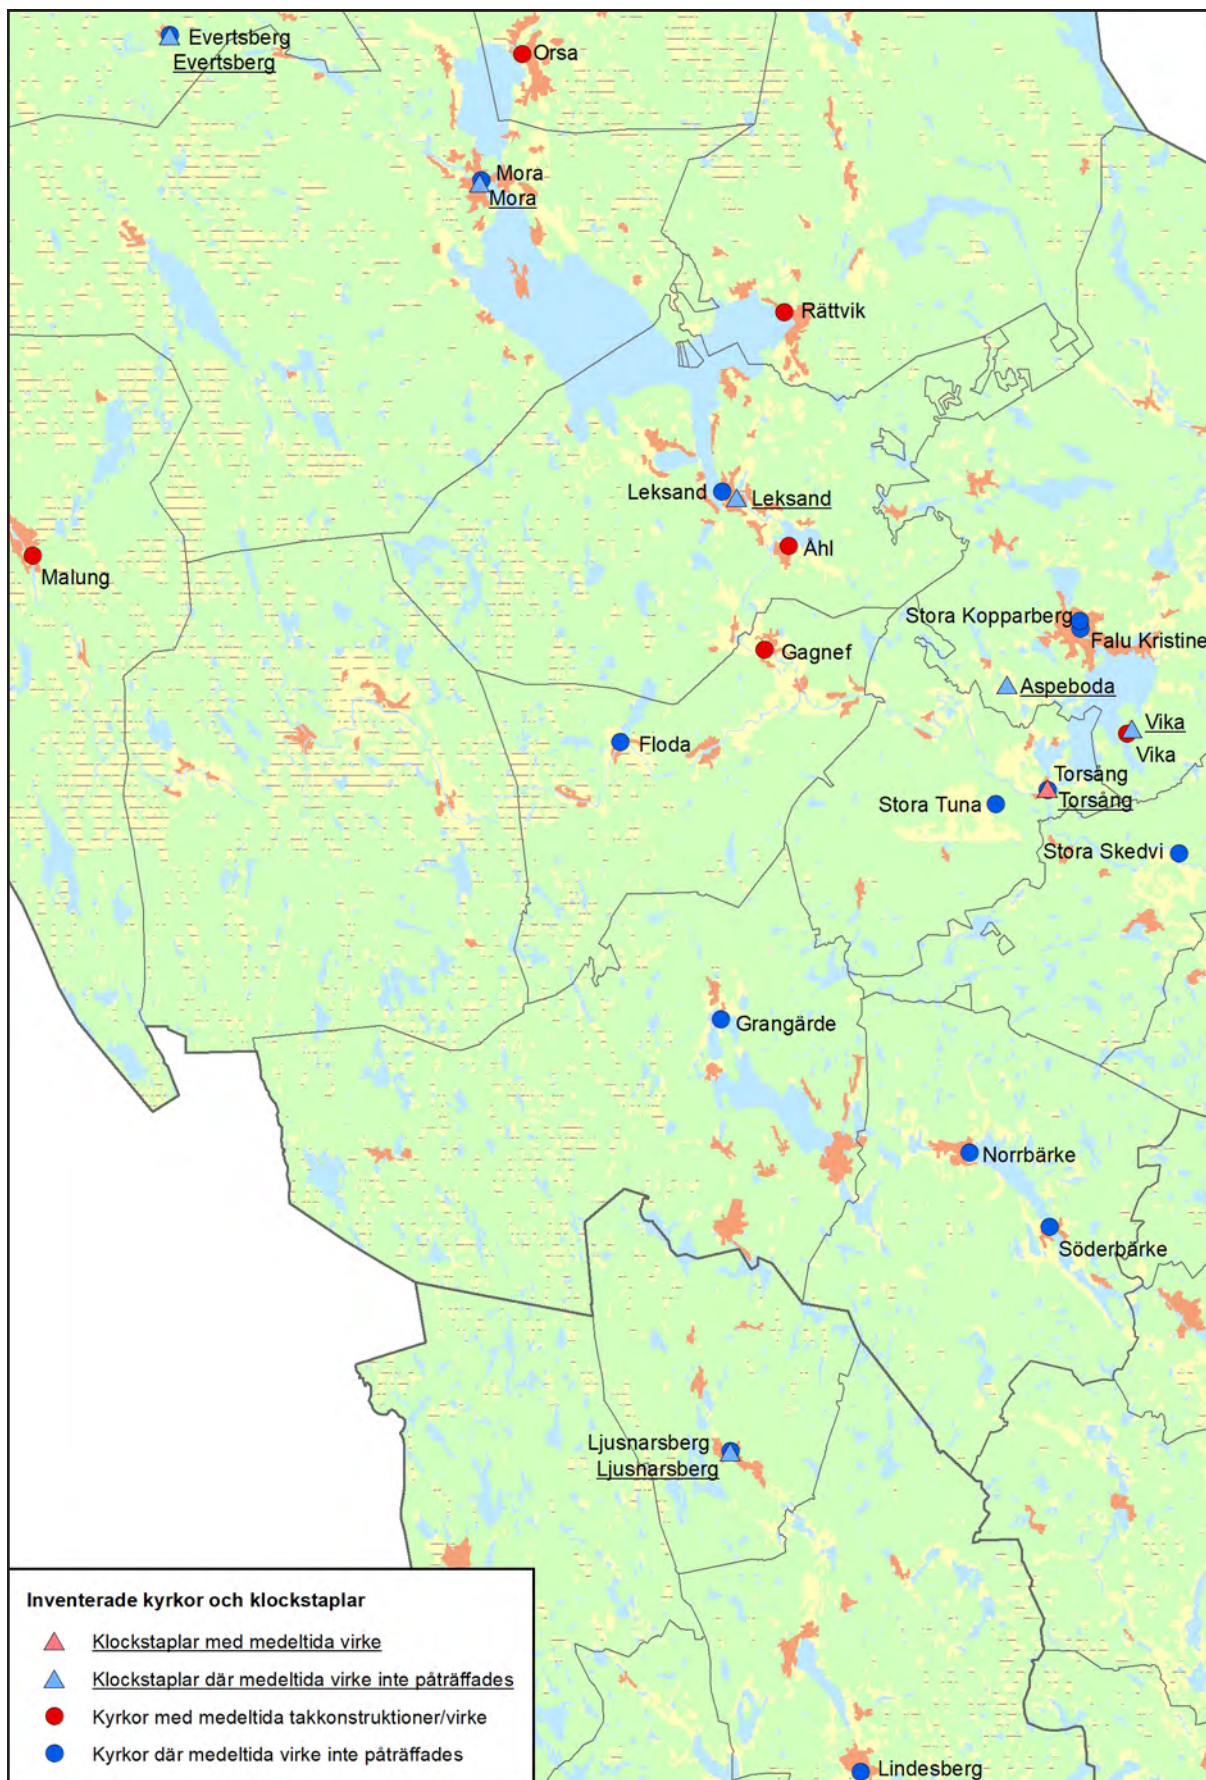 Evertsberg
Evertsberg
Orsa
Mora
Mora
Rättvik
Leksand
Leksand
Åhl
Malung
Stora Kopparberg
Falu Kristine
Gagnef
Aspeboda
Vika
Vika
Floda
Torsång
Torsång
Stora Tuna
Stora Skedvi
Grangärde
Norrbärke
Söderbärke
Ljusnarsberg
Ljusnarsberg
Inventerade kyrkor och klockstaplar
Klockstaplar med medeltida virke
Klockstaplar där medeltida virke inte påträffades
Kyrkor med medeltida takkonstruktioner/virke
Kyrkor där medeltida virke inte påträffades
Lindesberg